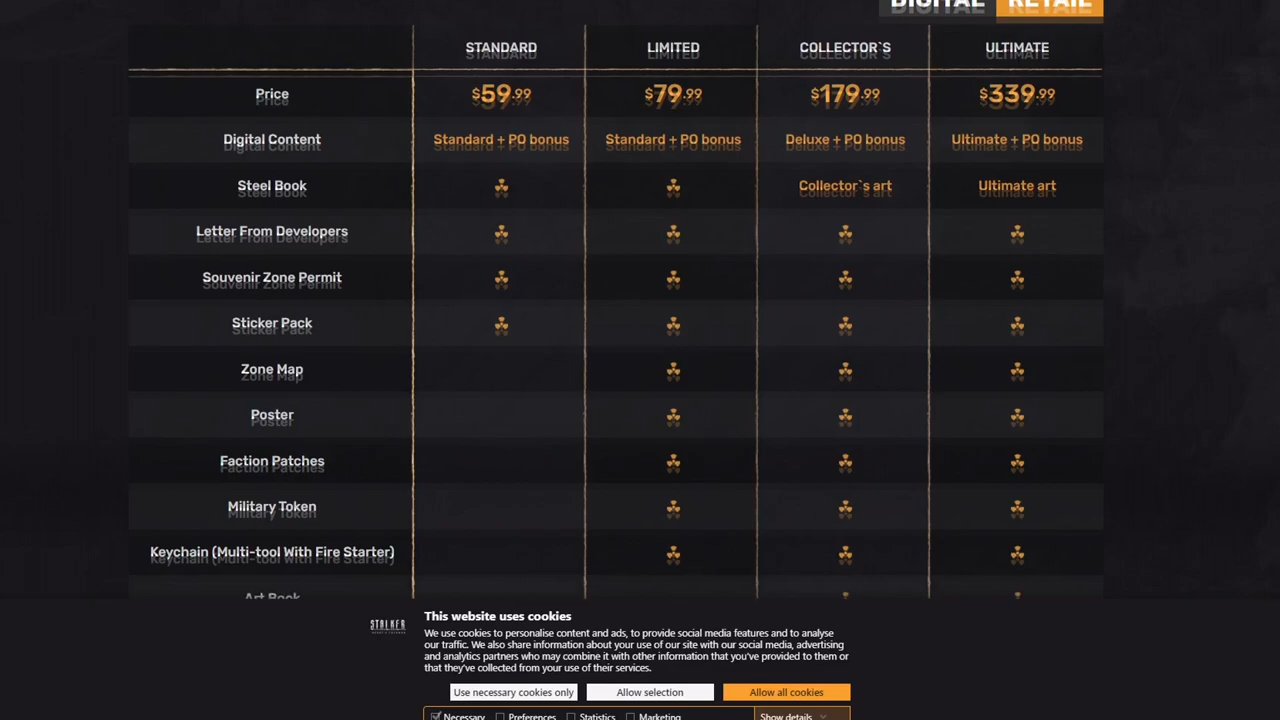 DIGITAL RETAIL
STANDARD LIMITED COLLECTOR`S ULTIMATE
Price $59.99 $79.99 $179.99 $339.99
Digital Content Standard + PO bonus Standard + PO bonus Deluxe + PO bonus Ultimate + PO bonus
Steel Book Collector`s art Ultimate art
Letter From Developers
Souvenir Zone Permit
Sticker Pack
Zone Map
Poster
Faction Patches
Military Token
Keychain (Multi-tool With Fire Starter)
Art Book
This website uses cookies
STALKER
We use cookies to personalise content and ads, to provide social media features and to analyse
our traffic. We also share information about your use of our site with our social media, advertising
and analytics partners who may combine it with other information that you've provided to them or
that they've collected from your use of their services.
Use necessary cookies only Allow selection Allow all cookies
Necessary Preferences Statistics Marketing Show details